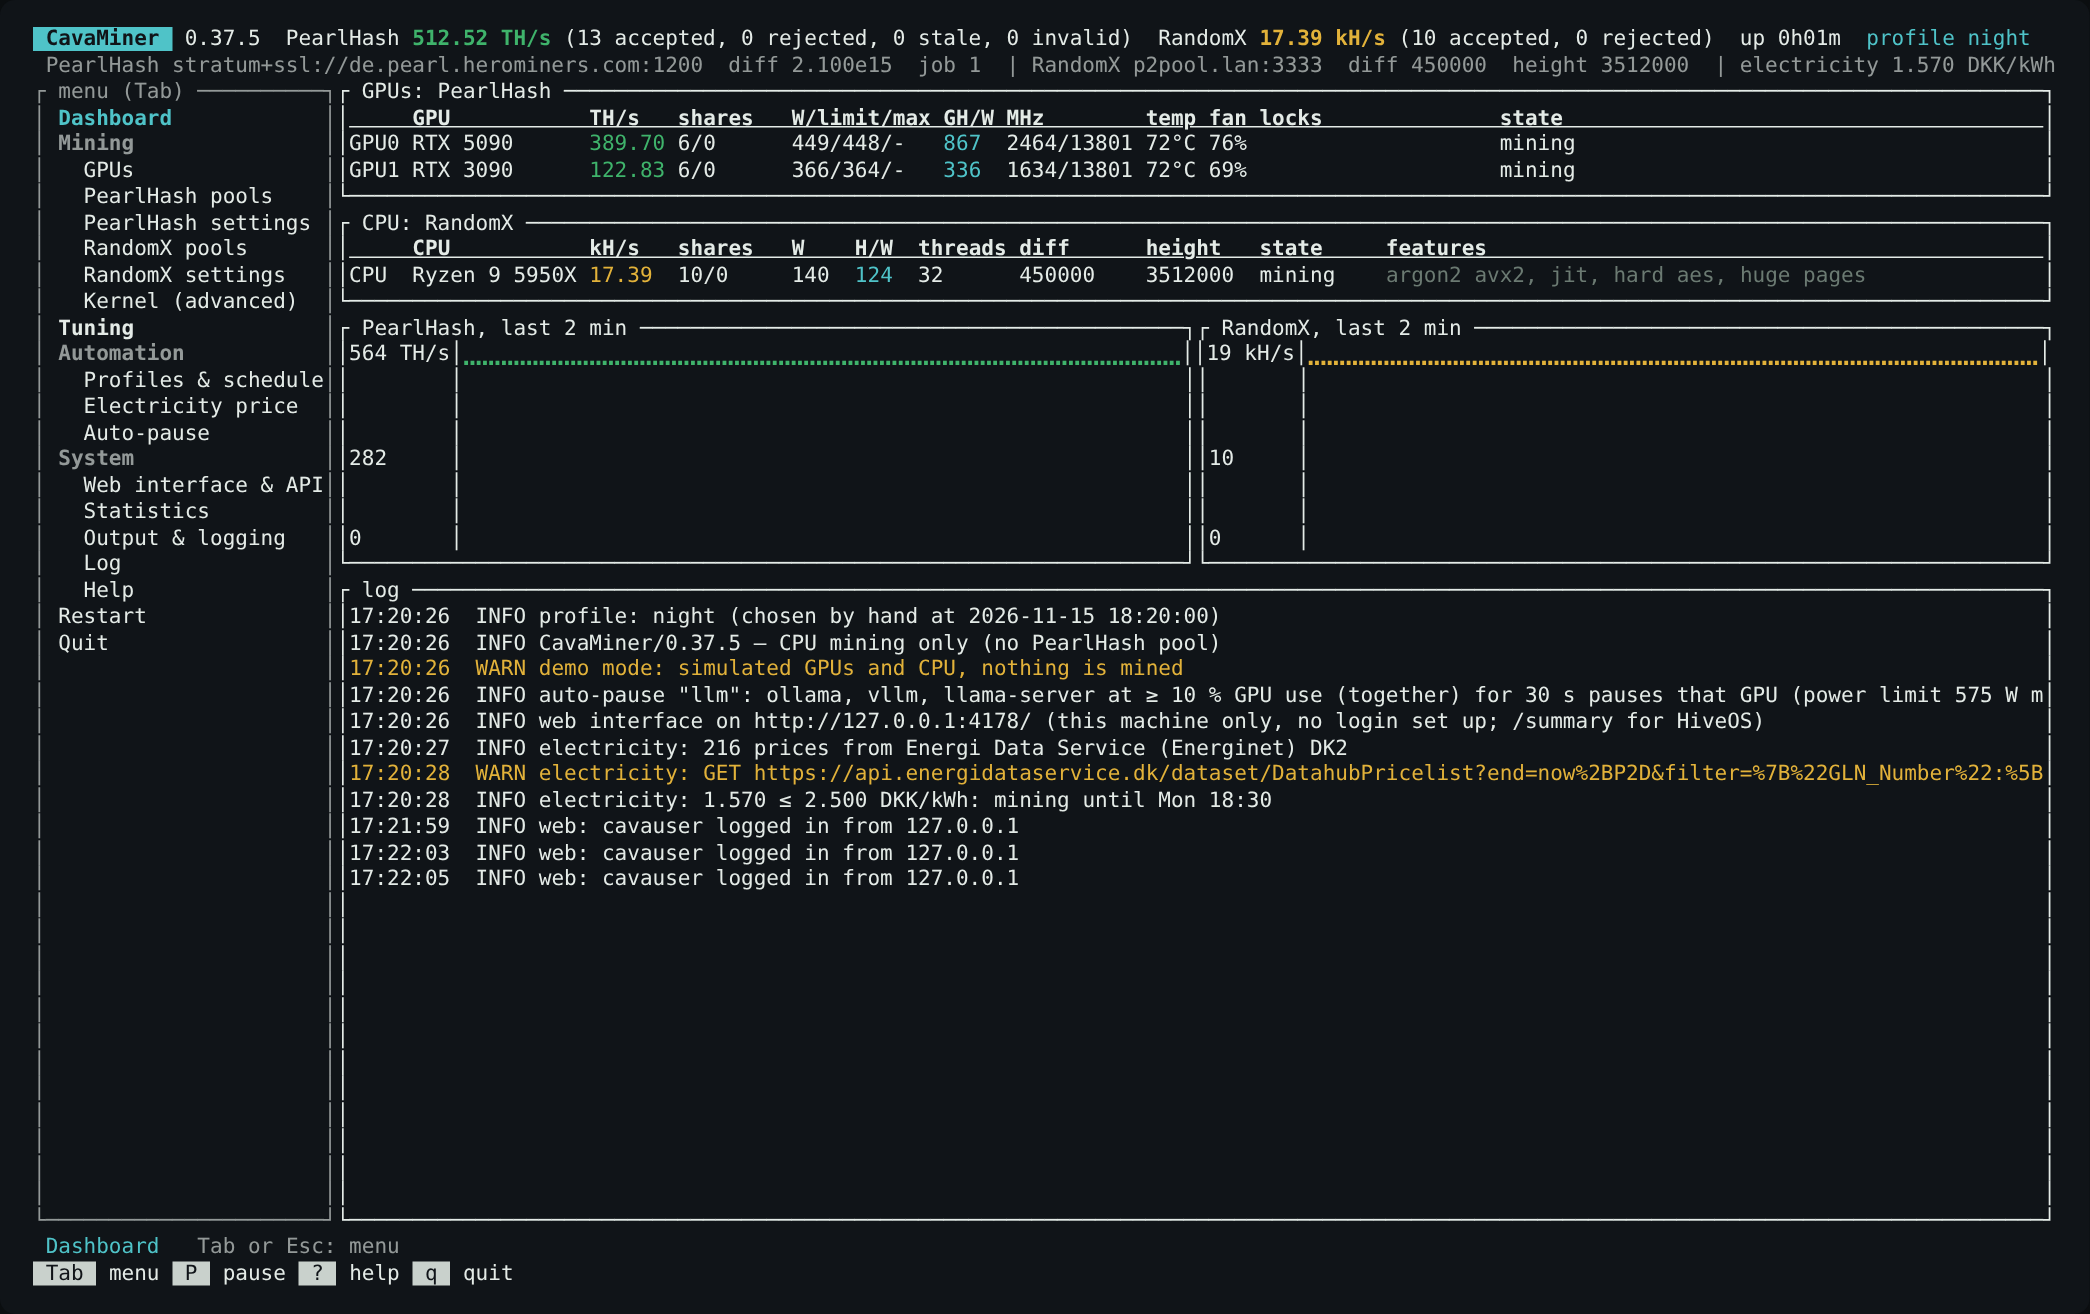 CavaMiner 0.37.5 PearlHash 512.52 TH/s (13 accepted, 0 rejected, 0 stale, 0 invalid) RandomX 17.39 kH/s (10 accepted, 0 rejected) up 0h01m profile night
PearlHash stratum+ssl://de.pearl.herominers.com:1200 diff 2.100e15 job 1 | RandomX p2pool.lan:3333 diff 450000 height 3512000 | electricity 1.570 DKK/kWh
menu (Tab)
Dashboard
Mining
GPUs
PearlHash pools
PearlHash settings
RandomX pools
RandomX settings
Kernel (advanced)
Tuning
Automation
Profiles & schedule
Electricity price
Auto-pause
System
Web interface & API
Statistics
Output & logging
Log
Help
Restart
Quit
GPUs: PearlHash
GPU TH/s shares W/limit/max GH/W MHz temp fan locks state
GPU0 RTX 5090 389.70 6/0 449/448/- 867 2464/13801 72°C 76% mining
GPU1 RTX 3090 122.83 6/0 366/364/- 336 1634/13801 72°C 69% mining
CPU: RandomX
CPU kH/s shares W H/W threads diff height state features
CPU Ryzen 9 5950X 17.39 10/0 140 124 32 450000 3512000 mining argon2 avx2, jit, hard aes, huge pages
PearlHash, last 2 min
564 TH/s
282
0
RandomX, last 2 min
19 kH/s
10
0
log
17:20:26 INFO profile: night (chosen by hand at 2026-11-15 18:20:00)
17:20:26 INFO CavaMiner/0.37.5 — CPU mining only (no PearlHash pool)
17:20:26 WARN demo mode: simulated GPUs and CPU, nothing is mined
17:20:26 INFO auto-pause "llm": ollama, vllm, llama-server at ≥ 10 % GPU use (together) for 30 s pauses that GPU (power limit 575 W m
17:20:26 INFO web interface on http://127.0.0.1:4178/ (this machine only, no login set up; /summary for HiveOS)
17:20:27 INFO electricity: 216 prices from Energi Data Service (Energinet) DK2
17:20:28 WARN electricity: GET https://api.energidataservice.dk/dataset/DatahubPricelist?end=now%2BP2D&filter=%7B%22GLN_Number%22:%5B
17:20:28 INFO electricity: 1.570 ≤ 2.500 DKK/kWh: mining until Mon 18:30
17:21:59 INFO web: cavauser logged in from 127.0.0.1
17:22:03 INFO web: cavauser logged in from 127.0.0.1
17:22:05 INFO web: cavauser logged in from 127.0.0.1
Dashboard Tab or Esc: menu
Tab menu P pause ? help q quit